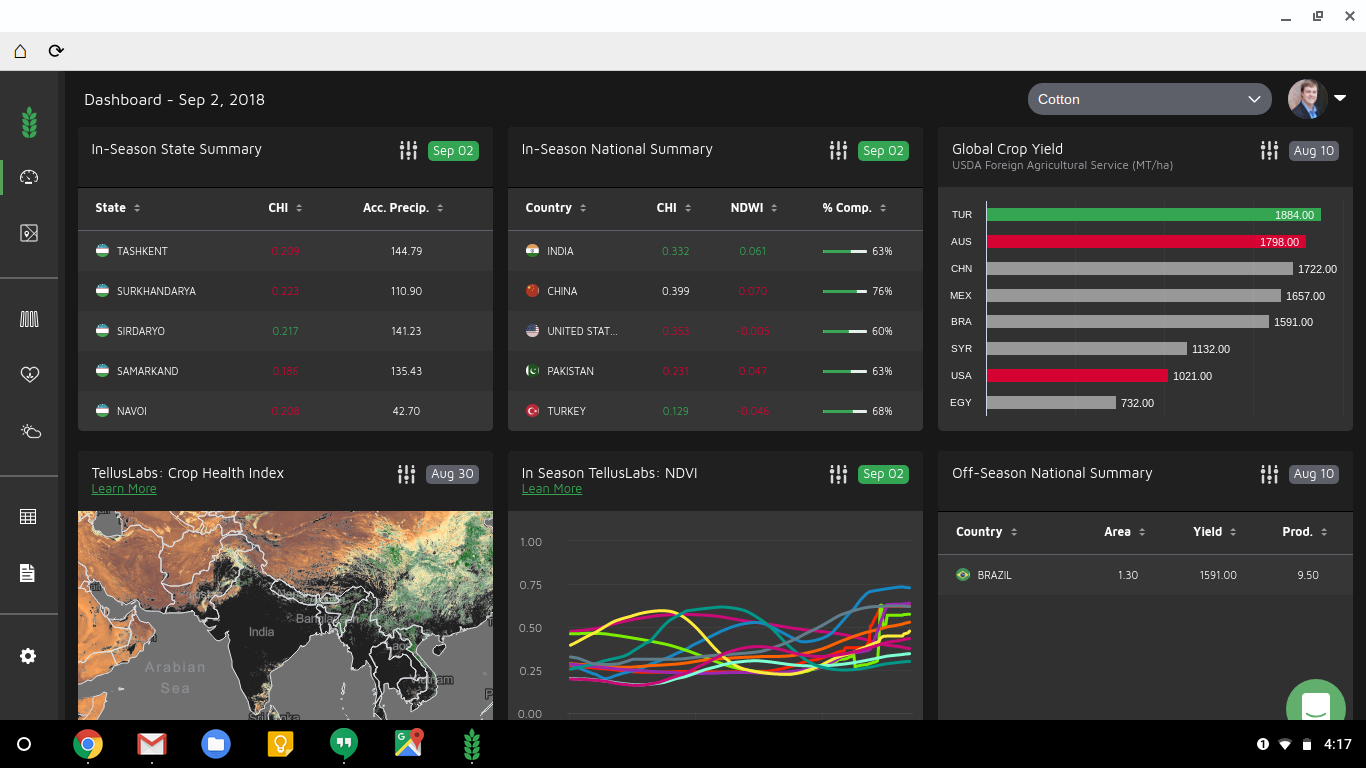 Dashboard - Sep 2, 2018
Cotton
In-Season State Summary
Sep 02
State CHI Acc. Precip.
TASHKENT 0.209 144.79
SURKHANDARYA 0.223 110.90
SIRDARYO 0.217 141.23
SAMARKAND 0.186 135.43
NAVOI 0.208 42.70
In-Season National Summary
Sep 02
Country CHI NDWI % Comp.
INDIA 0.332 0.061 63%
CHINA 0.399 0.070 76%
UNITED STAT... 0.353 -0.005 60%
PAKISTAN 0.231 0.047 63%
TURKEY 0.129 -0.046 68%
Global Crop Yield
Aug 10
USDA Foreign Agricultural Service (MT/ha)
TUR 1884.00
AUS 1798.00
CHN 1722.00
MEX 1657.00
BRA 1591.00
SYR 1132.00
USA 1021.00
EGY 732.00
TellusLabs: Crop Health Index
Aug 30
Learn More
India
Arabian
Sea
Sri Lanka
In Season TellusLabs: NDVI
Sep 02
Lean More
1.00
0.75
0.50
0.25
0.00
Off-Season National Summary
Aug 10
Country Area Yield Prod.
BRAZIL 1.30 1591.00 9.50
1
4:17